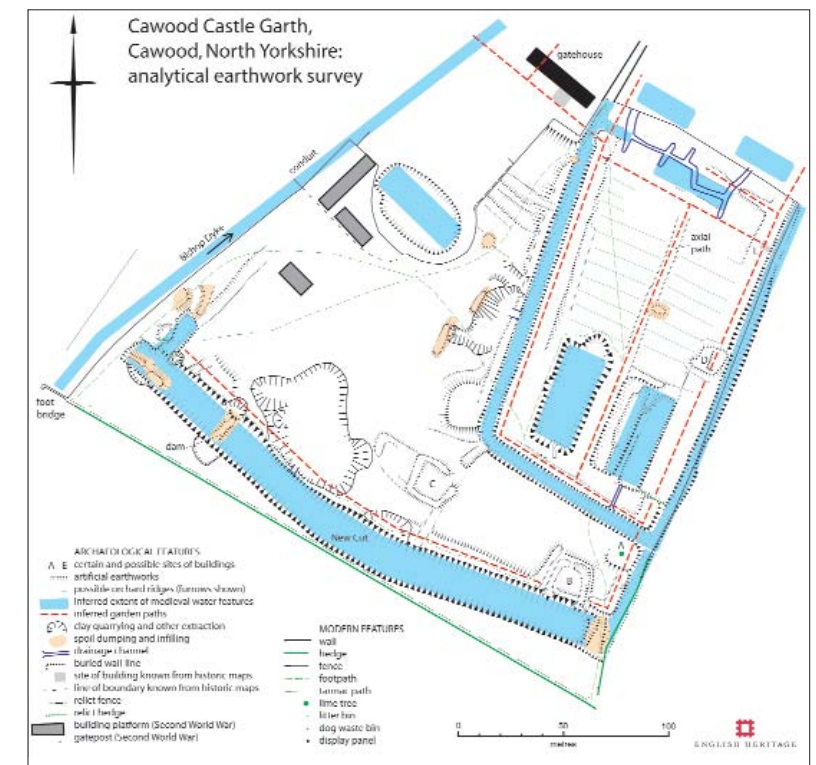 Cawood Castle Garth,
Cawood, North Yorkshire:
analytical earthwork survey
gatehouse
conduit
Bishop Dyke
axial
path
foot
bridge
dam
C
New Cut
A
B
D
ARCHAEOLOGICAL FEATURES
A E certain and possible sites of buildings
artificial earthworks
possible orchard ridges (furrows shown)
inferred extent of medieval water features
inferred garden paths
clay quarrying and other extraction
spoil dumping and infilling
drainage channel
buried wall line
site of building known from historic maps
line of boundary known from historic maps
relict fence
relict hedge
building platform (Second World War)
gatepost (Second World War)
MODERN FEATURES
wall
hedge
fence
footpath
tarmac path
lime tree
litter bin
dog waste bin
display panel
0 50 100
metres
ENGLISH HERITAGE